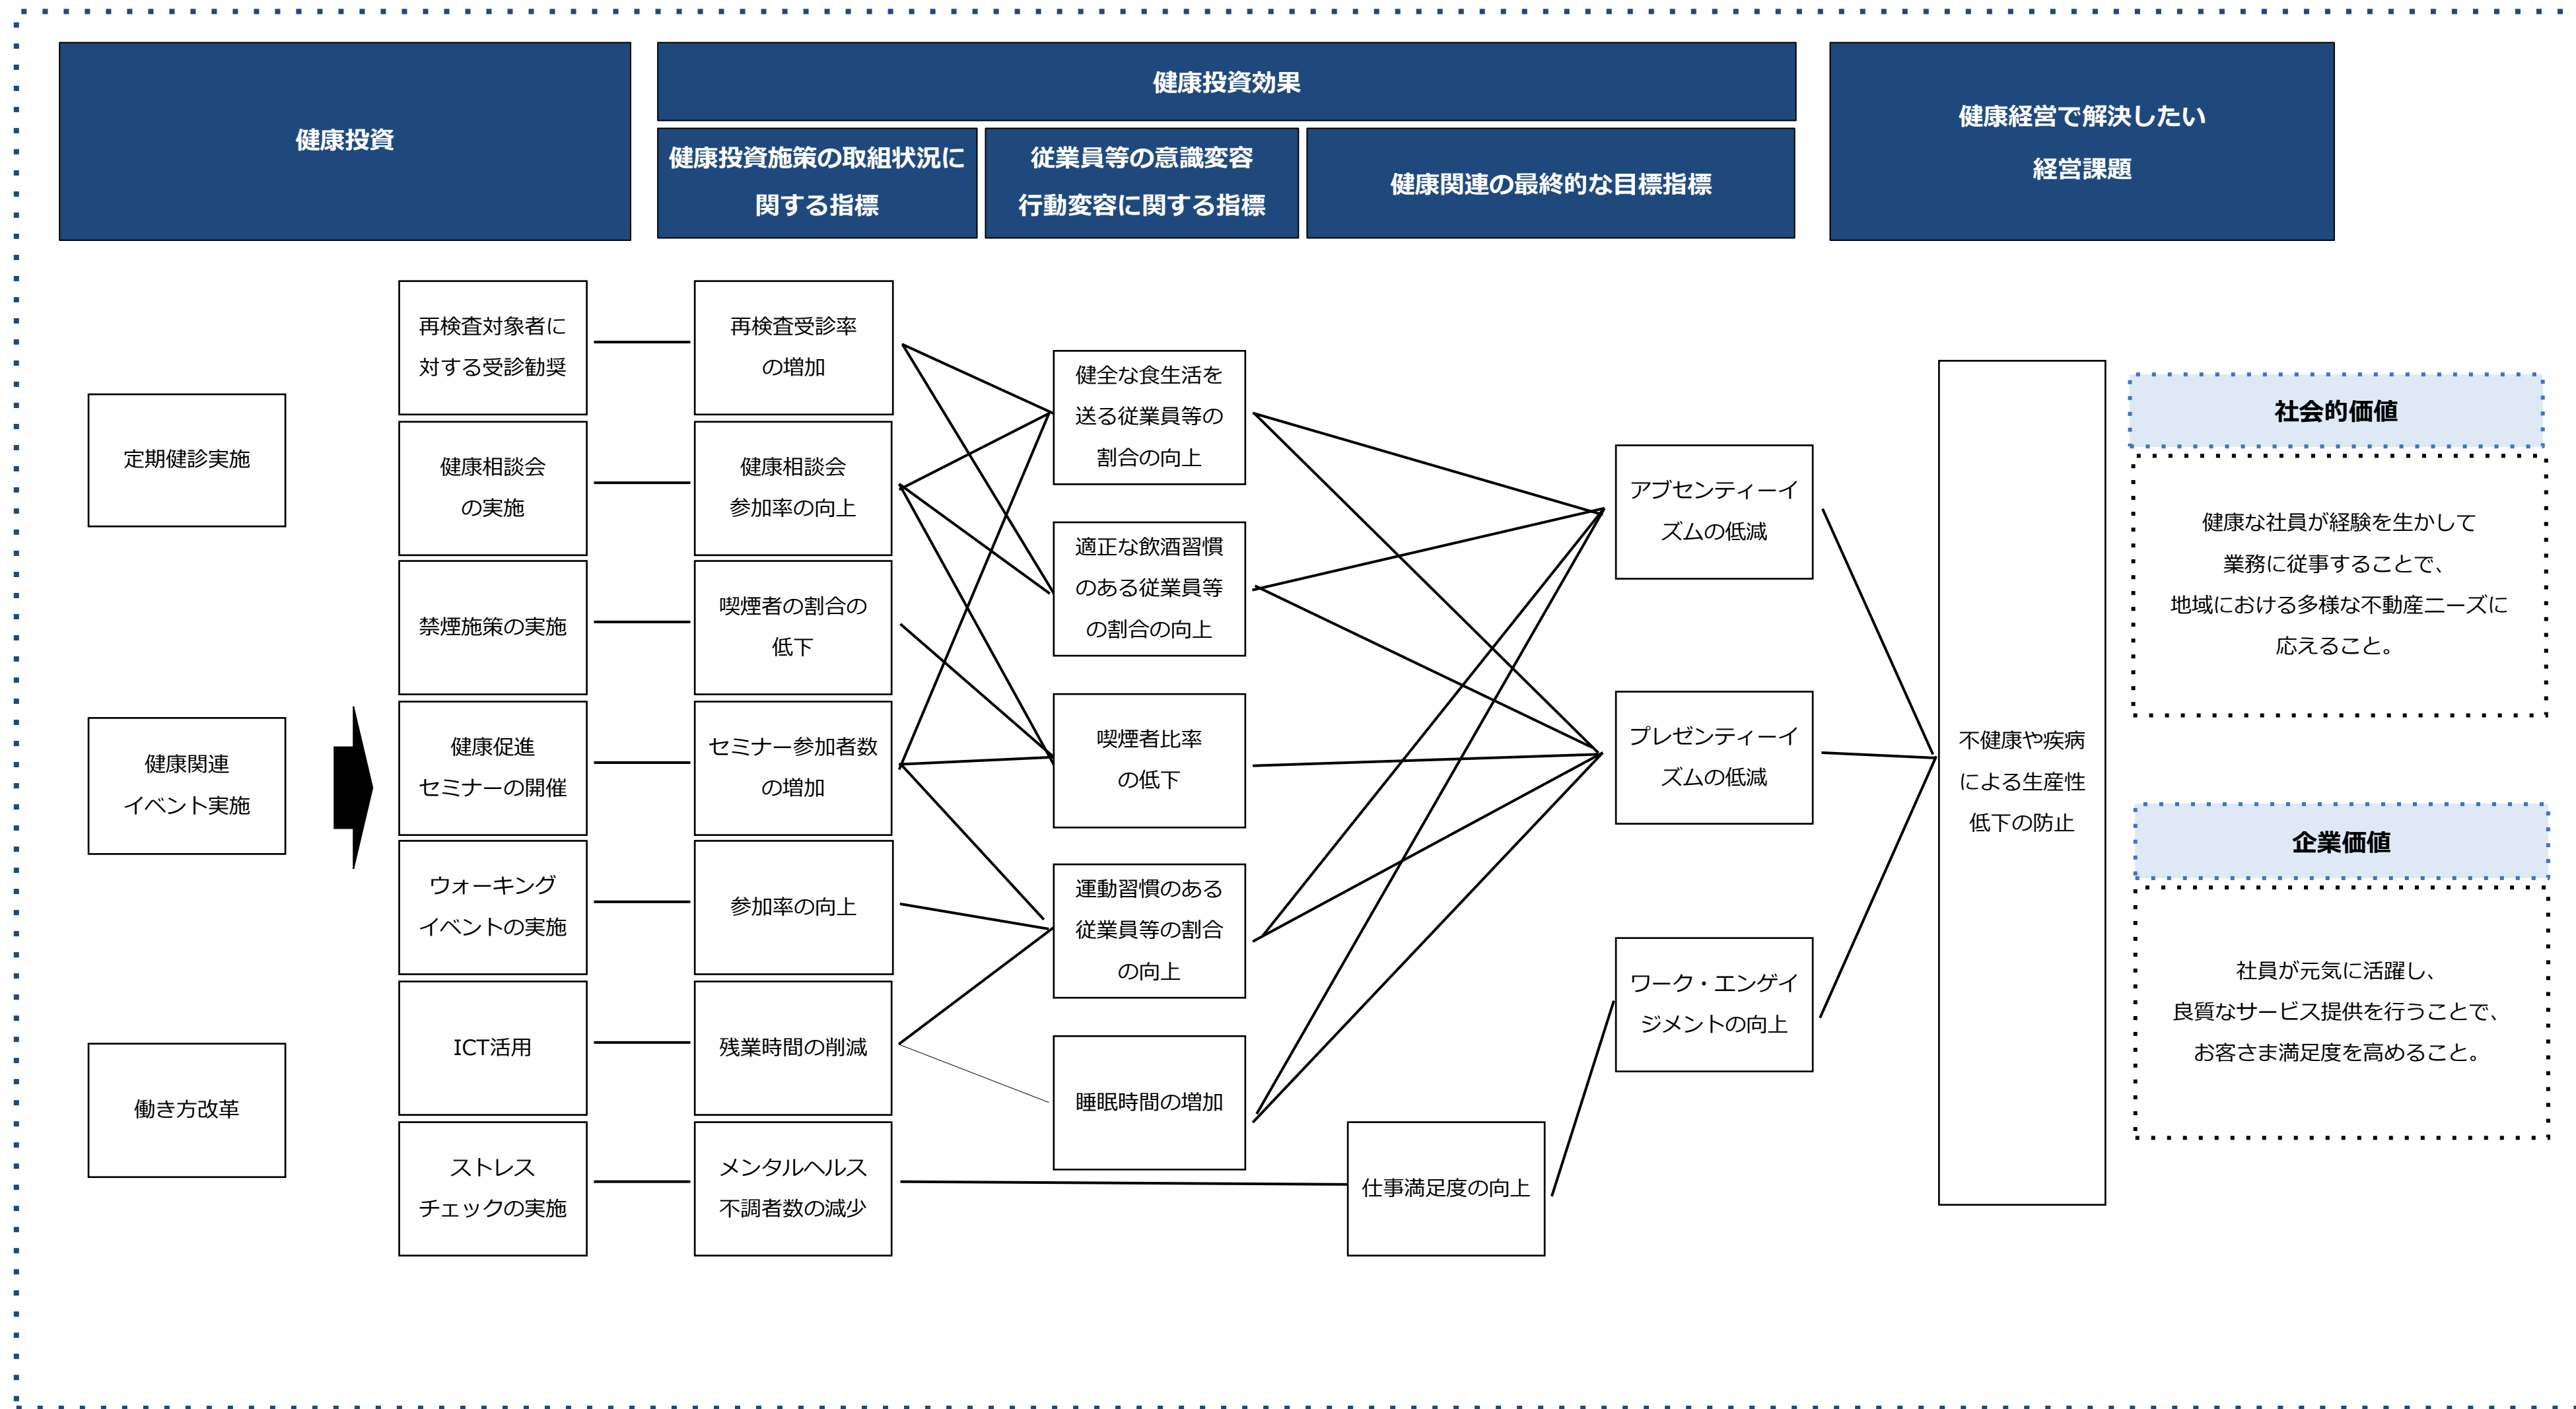 健康投資
健康投資効果
健康投資施策の取組状況に
関する指標
従業員等の意識変容
行動変容に関する指標
健康関連の最終的な目標指標
健康経営で解決したい
経営課題
定期健診実施
健康関連
イベント実施
働き方改革
再検査対象者に
対する受診勧奨
健康相談会
の実施
禁煙施策の実施
健康促進
セミナーの開催
ウォーキング
イベントの実施
ICT活用
ストレス
チェックの実施
再検査受診率
の増加
健康相談会
参加率の向上
喫煙者の割合の
低下
セミナー参加者数
の増加
参加率の向上
残業時間の削減
メンタルヘルス
不調者数の減少
健全な食生活を
送る従業員等の
割合の向上
適正な飲酒習慣
のある従業員等
の割合の向上
喫煙者比率
の低下
運動習慣のある
従業員等の割合
の向上
睡眠時間の増加
仕事満足度の向上
アブセンティーイ
ズムの低減
プレゼンティーイ
ズムの低減
ワーク・エンゲイ
ジメントの向上
不健康や疾病
による生産性
低下の防止
社会的価値
健康な社員が経験を生かして
業務に従事することで、
地域における多様な不動産ニーズに
応えること。
企業価値
社員が元気に活躍し、
良質なサービス提供を行うことで、
お客さま満足度を高めること。